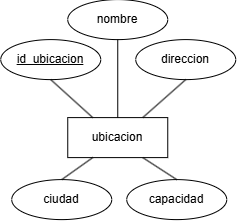 nombre
id_ubicacion
direccion
ubicacion
ciudad
capacidad